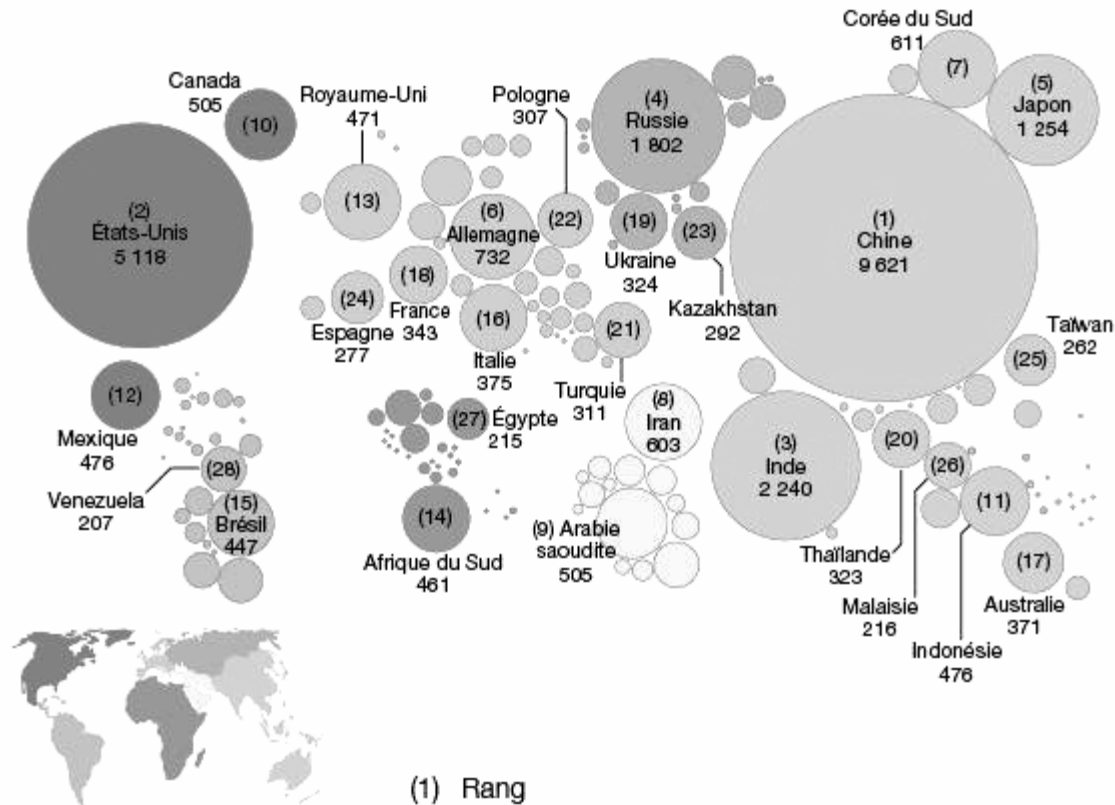 Corée du Sud
611
(7)
(5)
Japon
1 254
Canada
505
(10)
Royaume-Uni
471
(13)
Pologne
307
(22)
(4)
Russie
1 802
(2)
États-Unis
5 118
(6)
Allemagne
732
(19)
Ukraine
324
(23)
Kazakhstan
292
(1)
Chine
9 621
(18)
France
343
(24)
Espagne
277
(16)
Italie
375
(21)
Turquie
311
Taïwan
262
(25)
(12)
Mexique
476
(27)
Égypte
215
(8)
Iran
603
(3)
Inde
2 240
(20)
Thaïlande
323
(26)
Malaisie
216
(11)
Indonésie
476
(28)
Venezuela
207
(15)
Brésil
447
(14)
Afrique du Sud
461
(9) Arabie
saoudite
505
(17)
Australie
371
(1) Rang